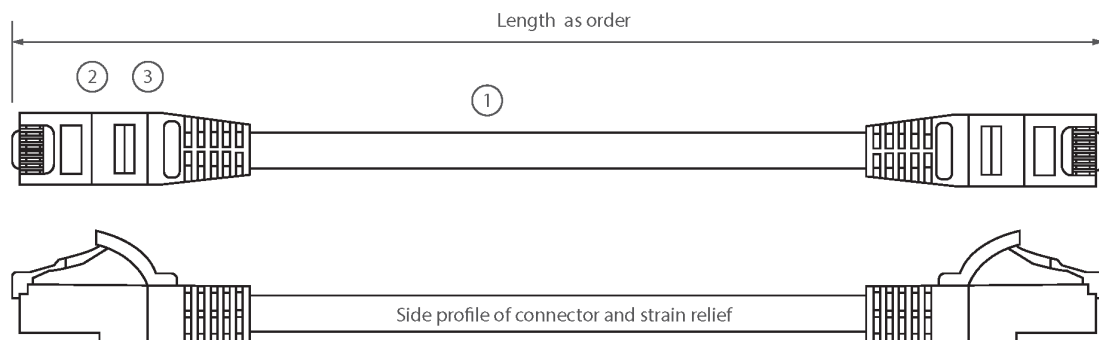 Length as order
2 3
1
Side profile of connector and strain relief